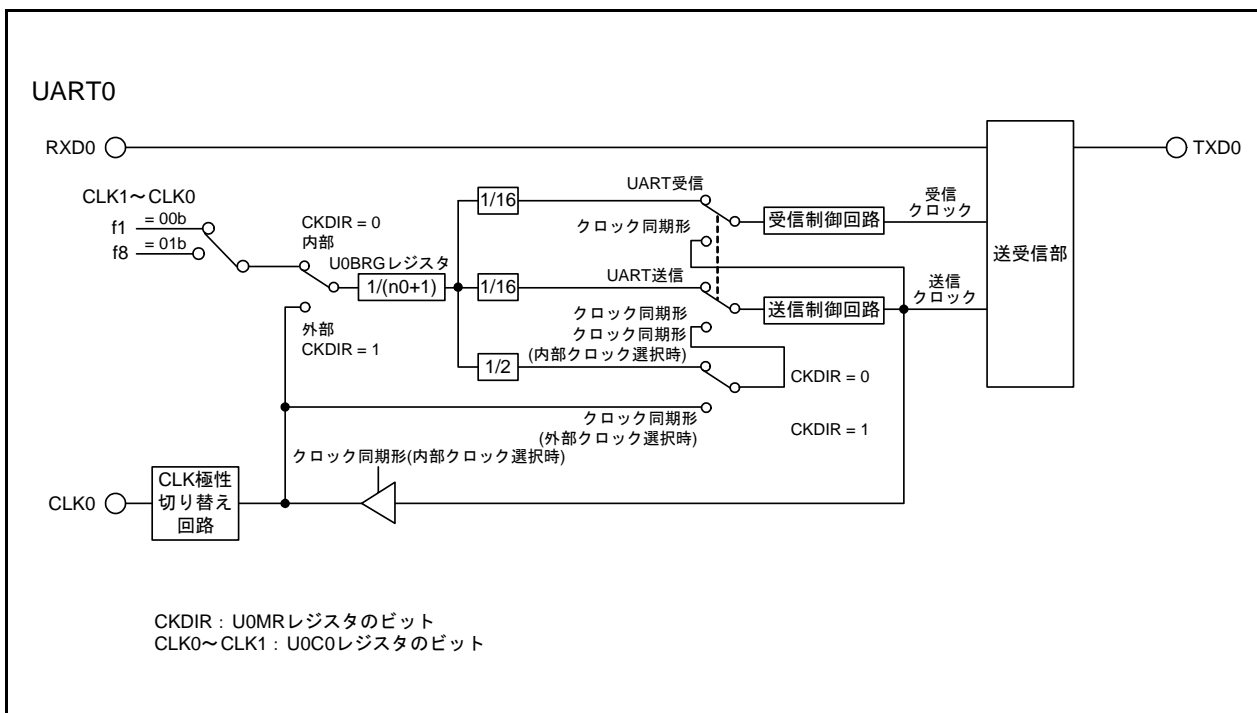 UART0
RXD0
TXD0
CLK1～CLK0
f1
= 00b
f8
= 01b
CKDIR = 0
内部
U0BRGレジスタ
1/(n0+1)
外部
CKDIR = 1
1/16
UART受信
クロック同期形
受信制御回路
受信
クロック
1/16
UART送信
クロック同期形
送信制御回路
送信
クロック
送受信部
1/2
クロック同期形
(内部クロック選択時)
CKDIR = 0
クロック同期形
(外部クロック選択時)
CKDIR = 1
クロック同期形(内部クロック選択時)
CLK0
CLK極性
切り替え
回路
CKDIR : U0MRレジスタのビット
CLK0～CLK1 : U0C0レジスタのビット